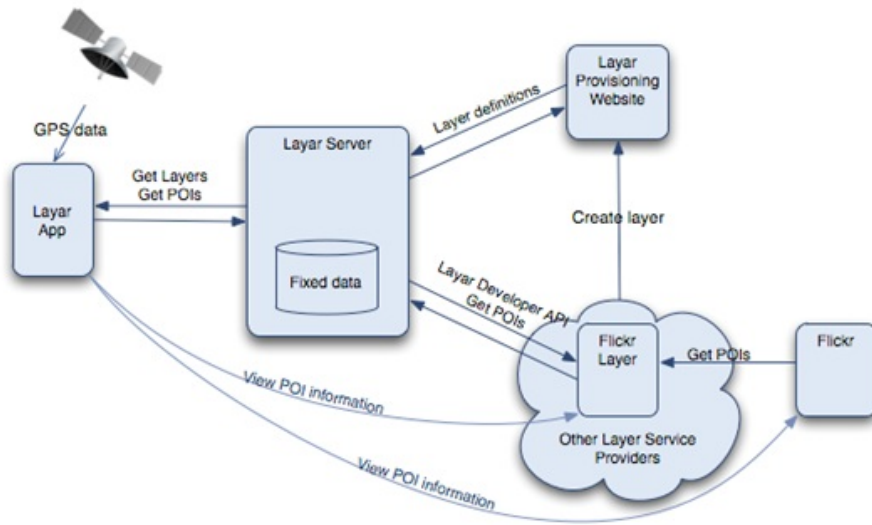 Layar
Provisioning
Website
Layer definitions
GPS data
Layar Server
Get Layers
Get POIs
Layar
App
Create layer
Fixed data
Layar Developer API
Get POIs
Flickr
Layer
Get POIs
Flickr
View POI information
Other Layer Service
Providers
View POI information